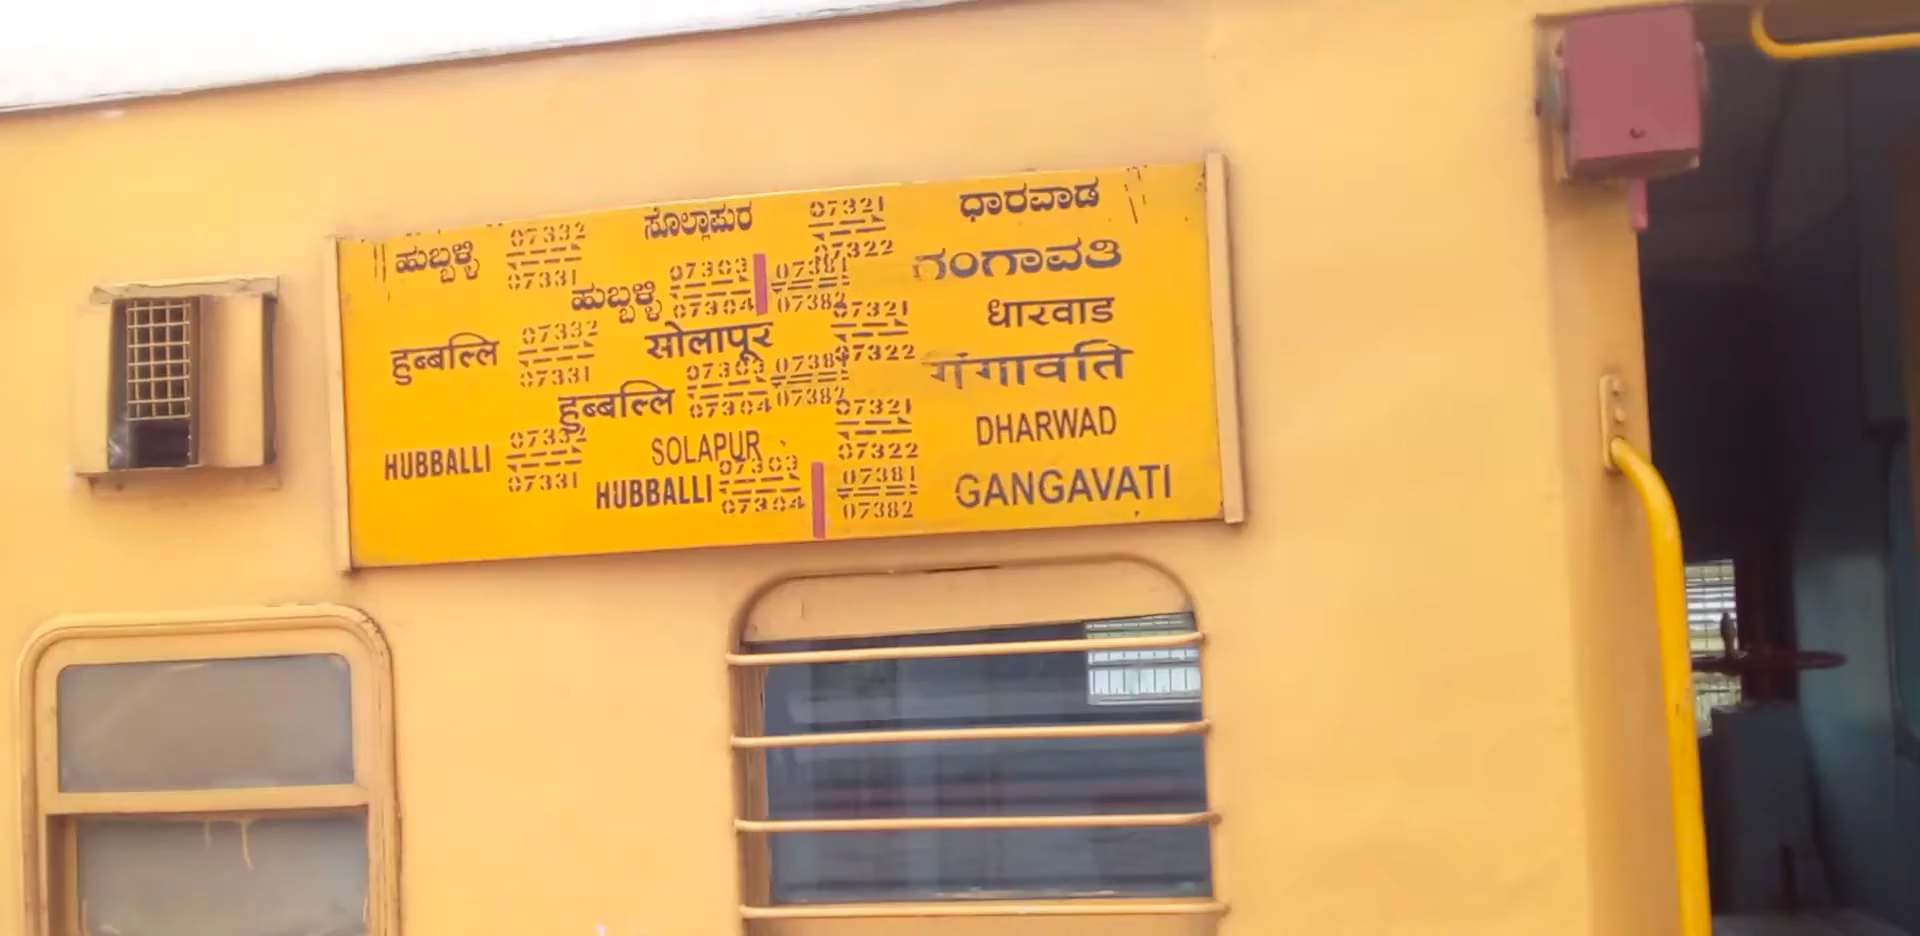 ಹುಬ್ಬಳ್ಳಿ 07332 07331 ಸೊಲ್ಲಾಪುರ 07321 07322 ಧಾರವಾಡ
ಹುಬ್ಬಳ್ಳಿ 07303 07304 07381 07382 ಗಂಗಾವತಿ
हुब्बल्लि 07332 07331 सोलापूर 07321 07322 धारवाड
हुब्बल्लि 07303 07304 07381 07382 गंगावति
HUBBALLI 07332 07331 SOLAPUR 07321 07322 DHARWAD
HUBBALLI 07303 07304 07381 07382 GANGAVATI